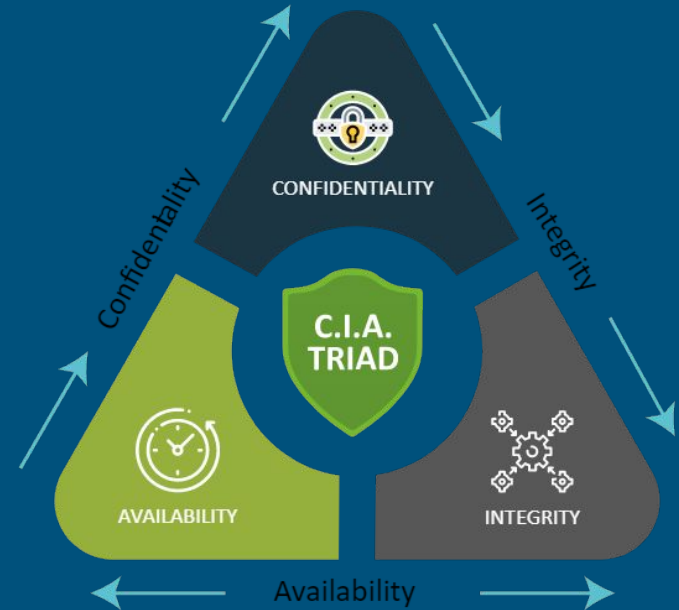 CONFIDENTIALITY
Confidentality
Integrity
C.I.A.
TRIAD
AVAILABILITY
INTEGRITY
Availability